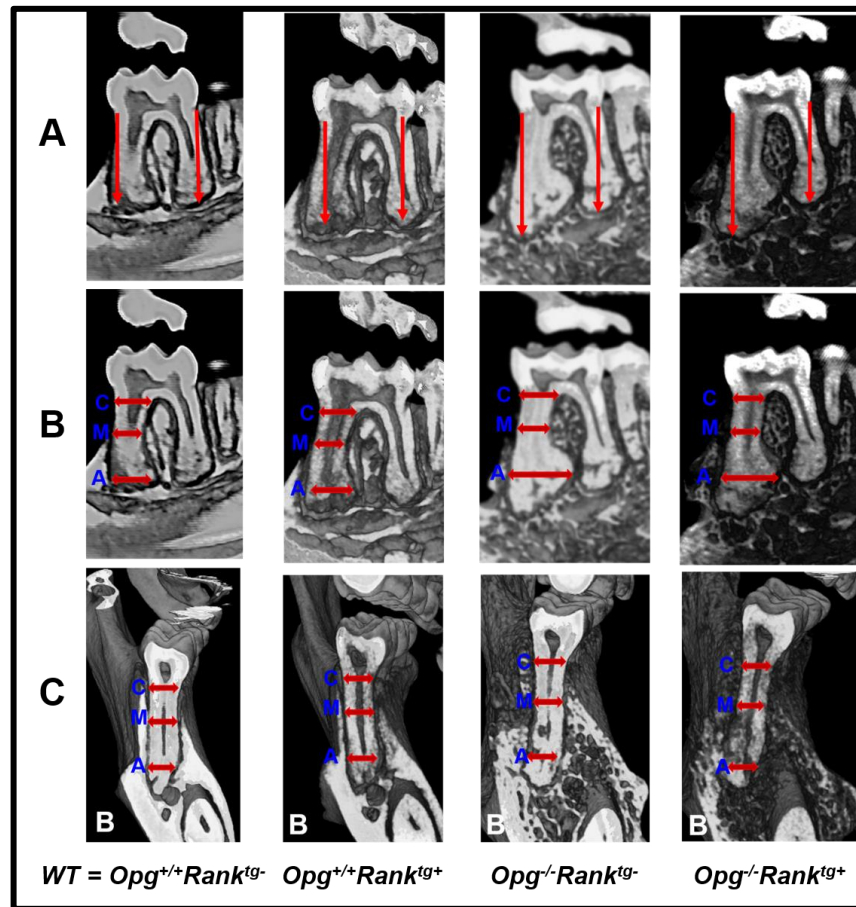 A
B
C M A
C M A
C M A
C M A
C
C M A B
C M A B
C M A B
C M A B
WT = Opg+/+Ranktg- Opg+/+Ranktg+ Opg-/-Ranktg- Opg-/-Ranktg+